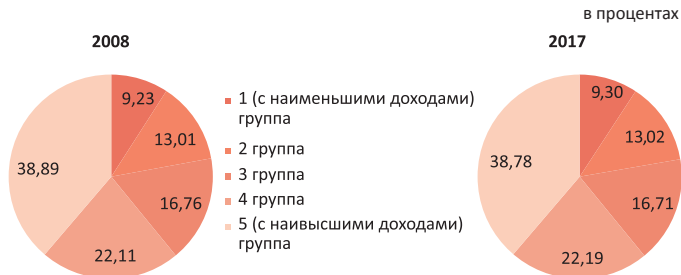 в процентах
2008
2017
9,23
13,01
16,76
22,11
38,89
1 (с наименьшими доходами)
группа
2 группа
3 группа
4 группа
5 (с наивысшими доходами)
группа
9,30
13,02
16,71
22,19
38,78